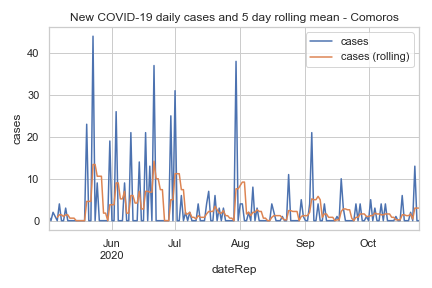 New COVID-19 daily cases and 5 day rolling mean - Comoros
cases
cases (rolling)
cases
40
30
20
10
0
Jun Jul Aug Sep Oct
2020
dateRep